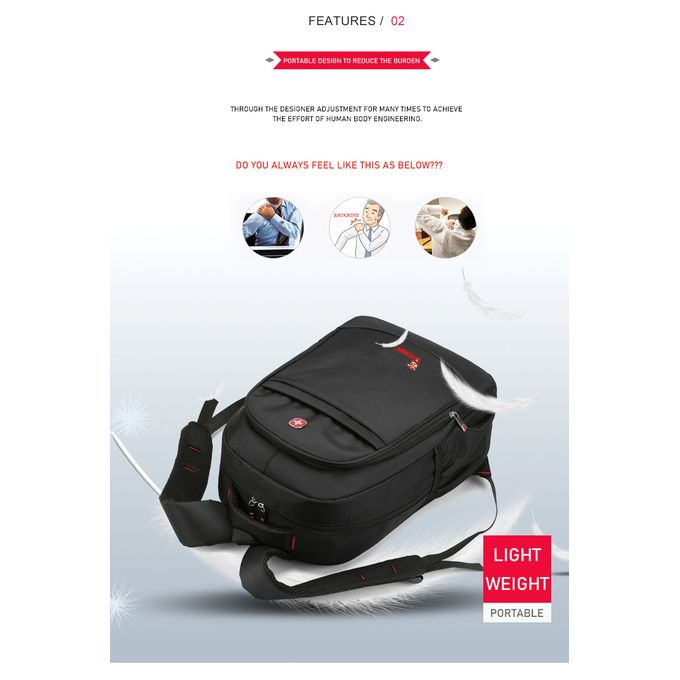 FEATURES / 02
PORTABLE DESIGN TO REDUCE THE BURDEN
THROUGH THE DESIGNER ADJUSTMENT FOR MANY TIMES TO ACHIEVE
THE EFFORT OF HUMAN BODY ENGINEERING.
DO YOU ALWAYS FEEL LIKE THIS AS BELOW???
BACKACHE
LIGHT
WEIGHT
PORTABLE